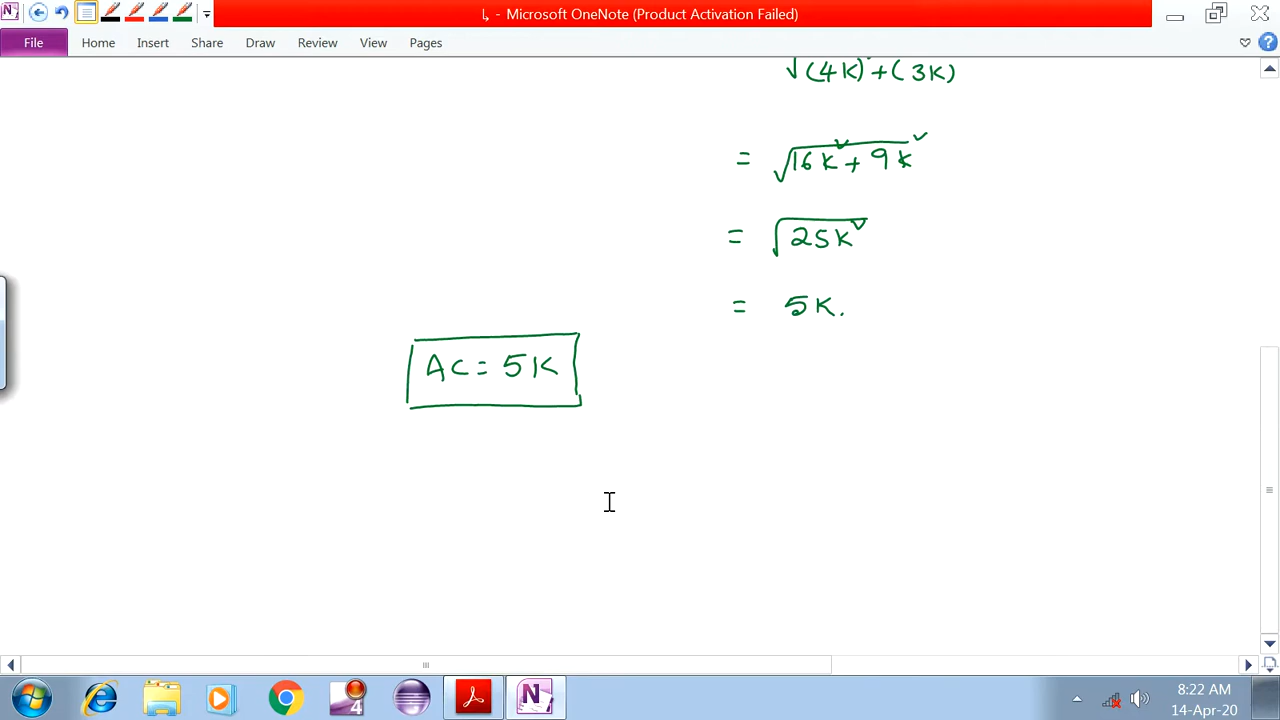 ↳ - Microsoft OneNote (Product Activation Failed)
File Home Insert Share Draw Review View Pages
√(4K)²+(3K)
= √16K²+9K²
= √25K²
= 5K.
AC = 5K
4
8:22 AM
14-Apr-20